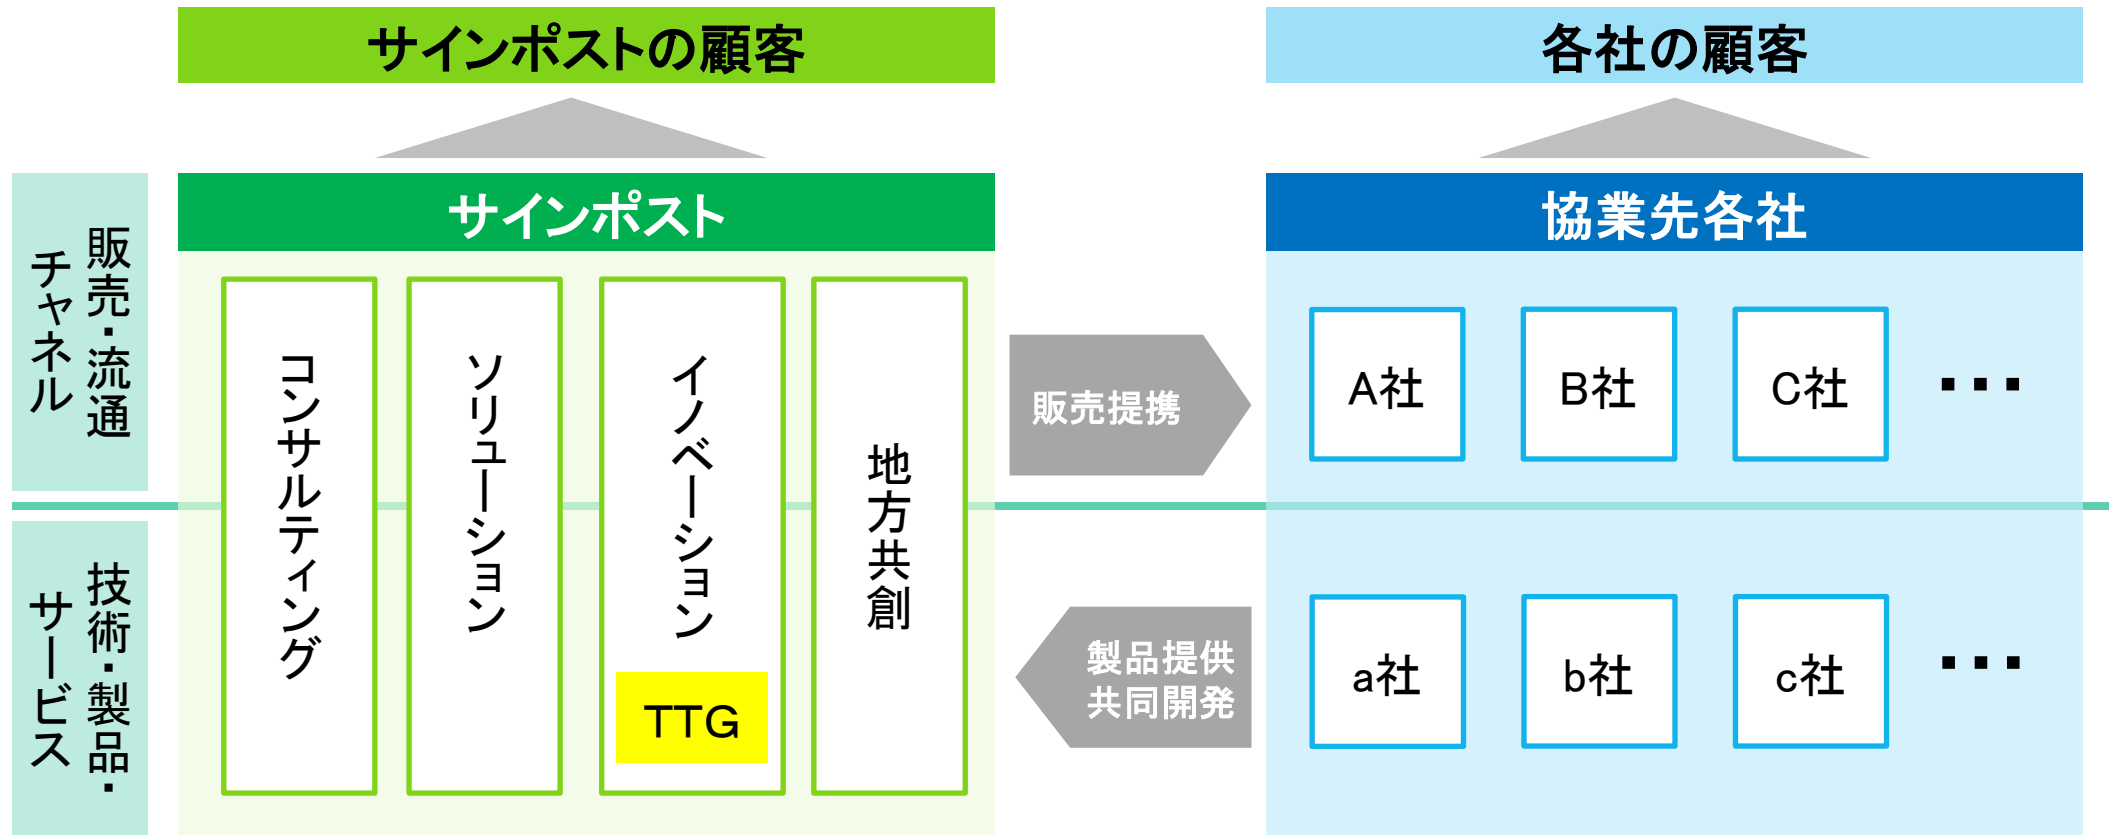 サインポストの顧客
各社の顧客
販売・流通
チャネル
サインポスト
協業先各社
コンサルティング
ソリューション
イノベーション
地方共創
販売提携
A社
B社
C社
・・・
技術・製品・
サービス
TTG
製品提供
共同開発
a社
b社
c社
・・・